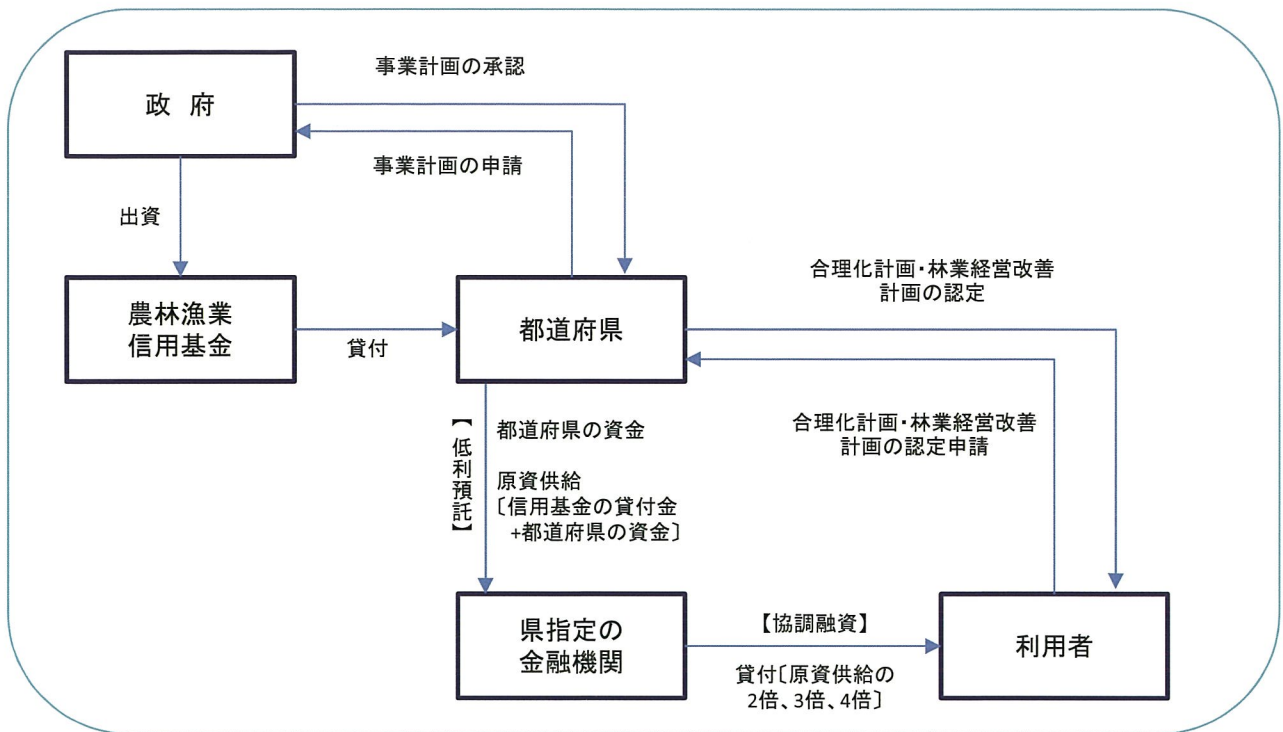 事業計画の承認
政 府
事業計画の申請
出資
合理化計画・林業経営改善
計画の認定
農林漁業
信用基金
貸付
都道府県
【低利預託】
都道府県の資金
原資供給
〔信用基金の貸付金
+都道府県の資金〕
合理化計画・林業経営改善
計画の認定申請
県指定の
金融機関
【協調融資】
貸付〔原資供給の
2倍、3倍、4倍〕
利用者